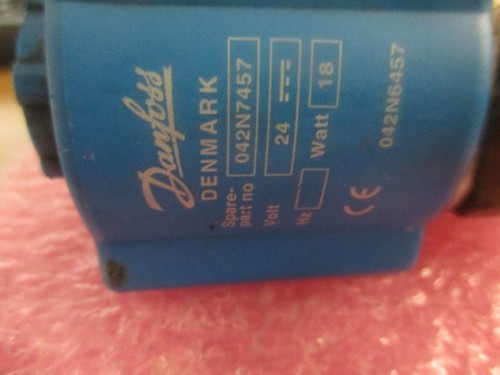 Danfoss
DENMARK
Spare-
part no 042N7457
Volt 24
Hz Watt 18
042N6457
CE